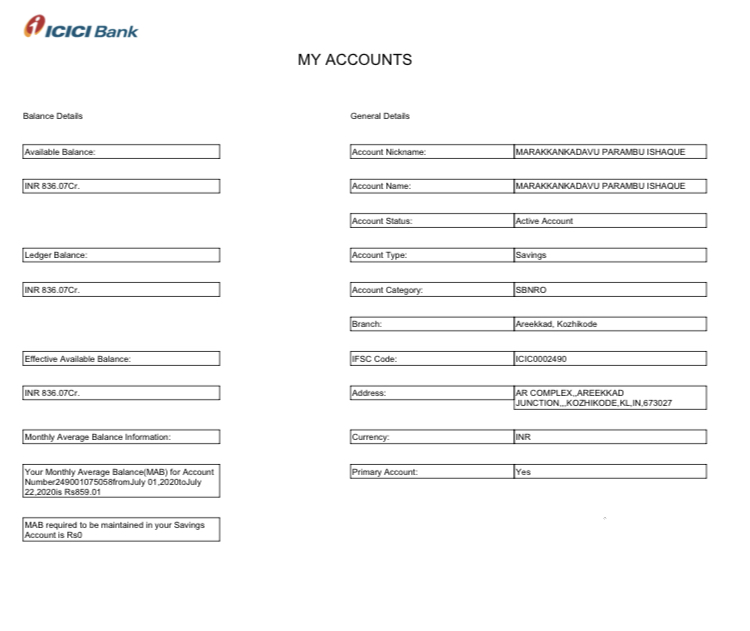 ICICI Bank
MY ACCOUNTS
Balance Details
Available Balance:
INR 836.07Cr.
Ledger Balance:
INR 836.07Cr.
Effective Available Balance:
INR 836.07Cr.
Monthly Average Balance Information:
Your Monthly Average Balance(MAB) for Account
Number249001075058fromJuly 01,2020toJuly
22,2020is Rs859.01
MAB required to be maintained in your Savings
Account is Rs0
General Details
Account Nickname: MARAKKANKADAVU PARAMBU ISHAQUE
Account Name: MARAKKANKADAVU PARAMBU ISHAQUE
Account Status: Active Account
Account Type: Savings
Account Category: SBNRO
Branch: Areekkad, Kozhikode
IFSC Code: ICIC0002490
Address: AR COMPLEX,,AREEKKAD
JUNCTION,,,KOZHIKODE,KL,IN,673027
Currency: INR
Primary Account: Yes